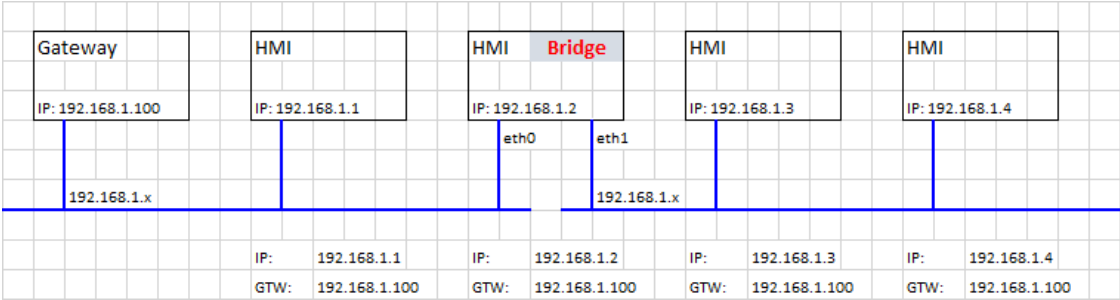 Gateway HMI HMI Bridge HMI HMI
IP: 192.168.1.100 IP: 192.168.1.1 IP: 192.168.1.2 IP: 192.168.1.3 IP: 192.168.1.4
eth0 eth1
192.168.1.x 192.168.1.x
IP: 192.168.1.1 IP: 192.168.1.2 IP: 192.168.1.3 IP: 192.168.1.4
GTW: 192.168.1.100 GTW: 192.168.1.100 GTW: 192.168.1.100 GTW: 192.168.1.100